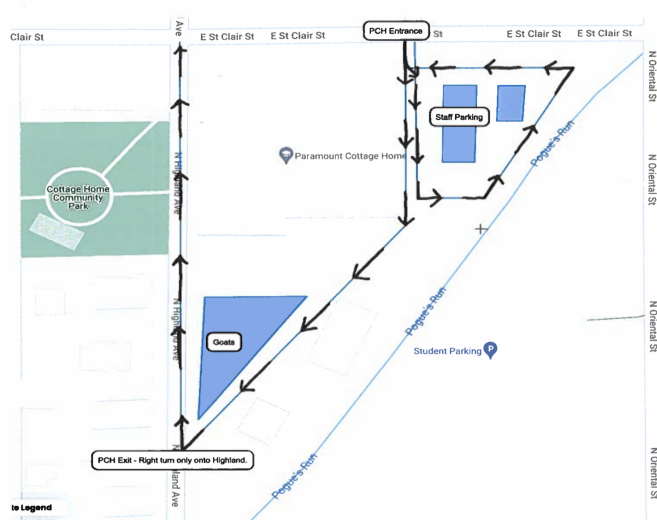 Clair St
Ave
E St Clair St
E St Clair St
PCH Entrance
St
E St Clair St
E St Clair St
N Oriental St
Staff Parking
Pogue's Run
Paramount Cottage Home
N Highland Ave
N Oriental St
Cottage Home
Community
Park
Goats
N Highland Ave
Pogue's Run
Student Parking
P
N Oriental St
PCH Exit - Right turn only onto Highland.
land Ave
Pogue's Run
N Oriental St
te Legend